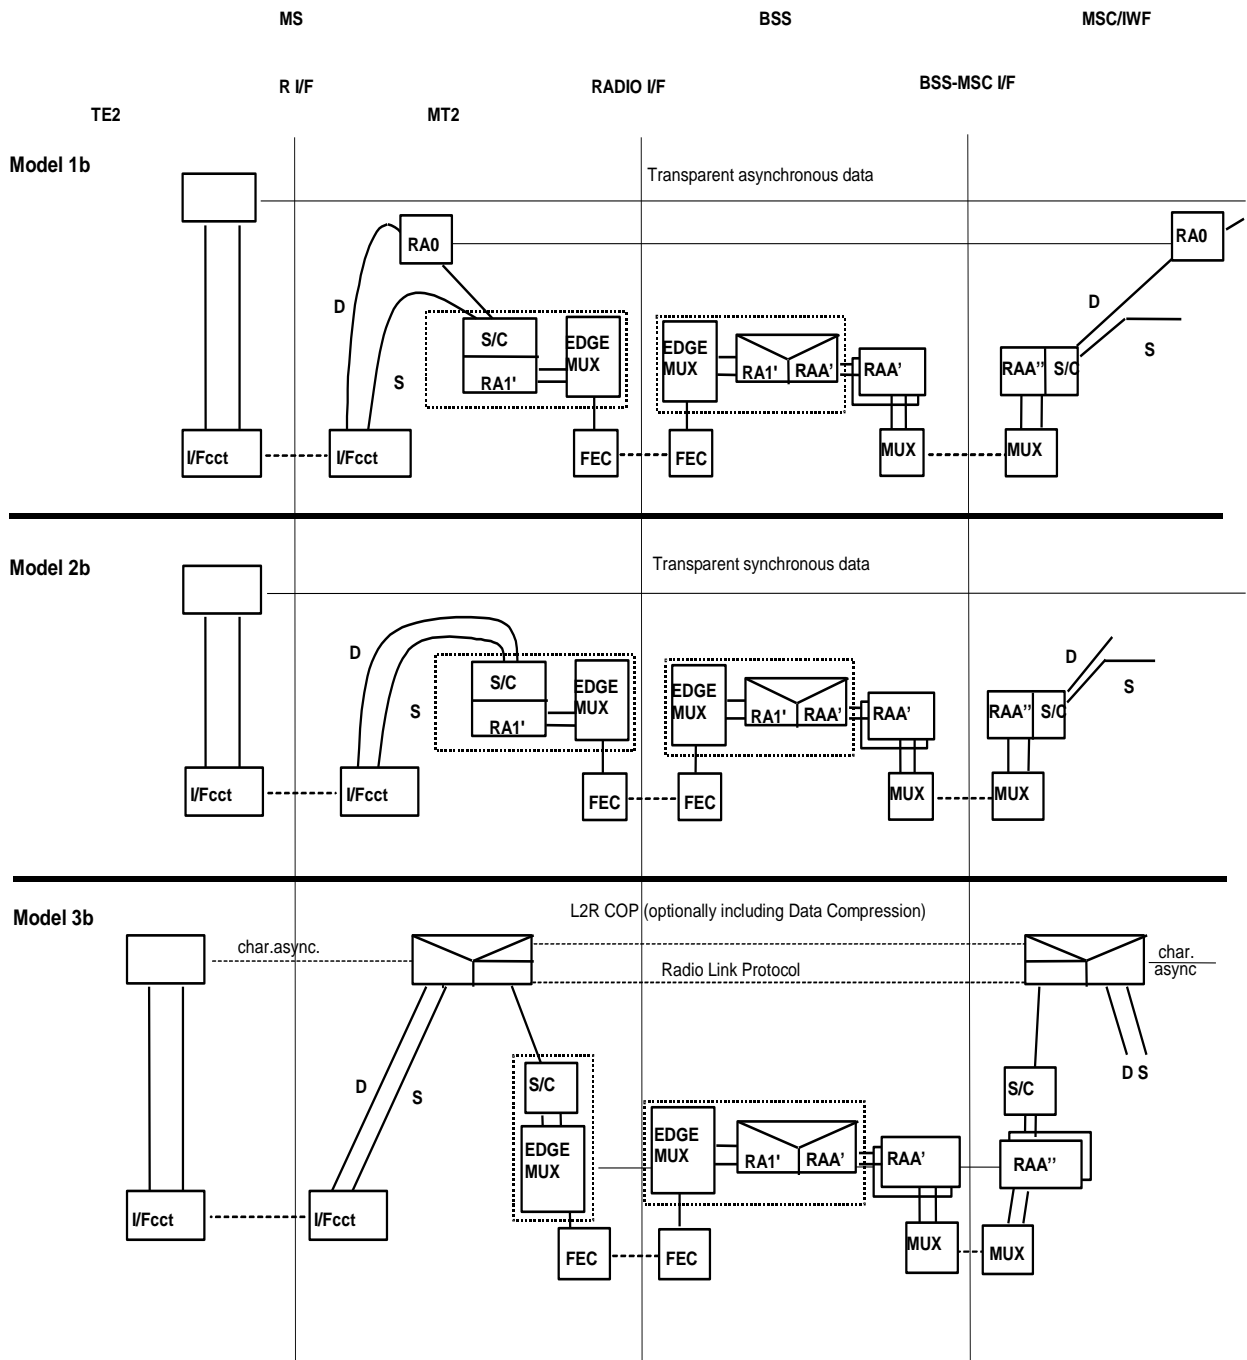 MS BSS MSC/IWF
R I/F RADIO I/F BSS-MSC I/F
TE2 MT2
Model 1b
Transparent asynchronous data
RA0 RA0
D D
S/C EDGE MUX EDGE MUX
RA1' RA1' RAA' RAA' RAA'' S/C
S S
I/Fcct I/Fcct FEC FEC MUX MUX
Model 2b
Transparent synchronous data
D D
S/C EDGE MUX EDGE MUX
S S
RA1' RA1' RAA' RAA' RAA'' S/C
I/Fcct I/Fcct FEC FEC MUX MUX
Model 3b
L2R COP (optionally including Data Compression)
char.async. char.
async
Radio Link Protocol
D S S/C S/C D S
EDGE MUX EDGE MUX
RA1' RAA' RAA' RAA''
I/Fcct I/Fcct FEC FEC MUX MUX